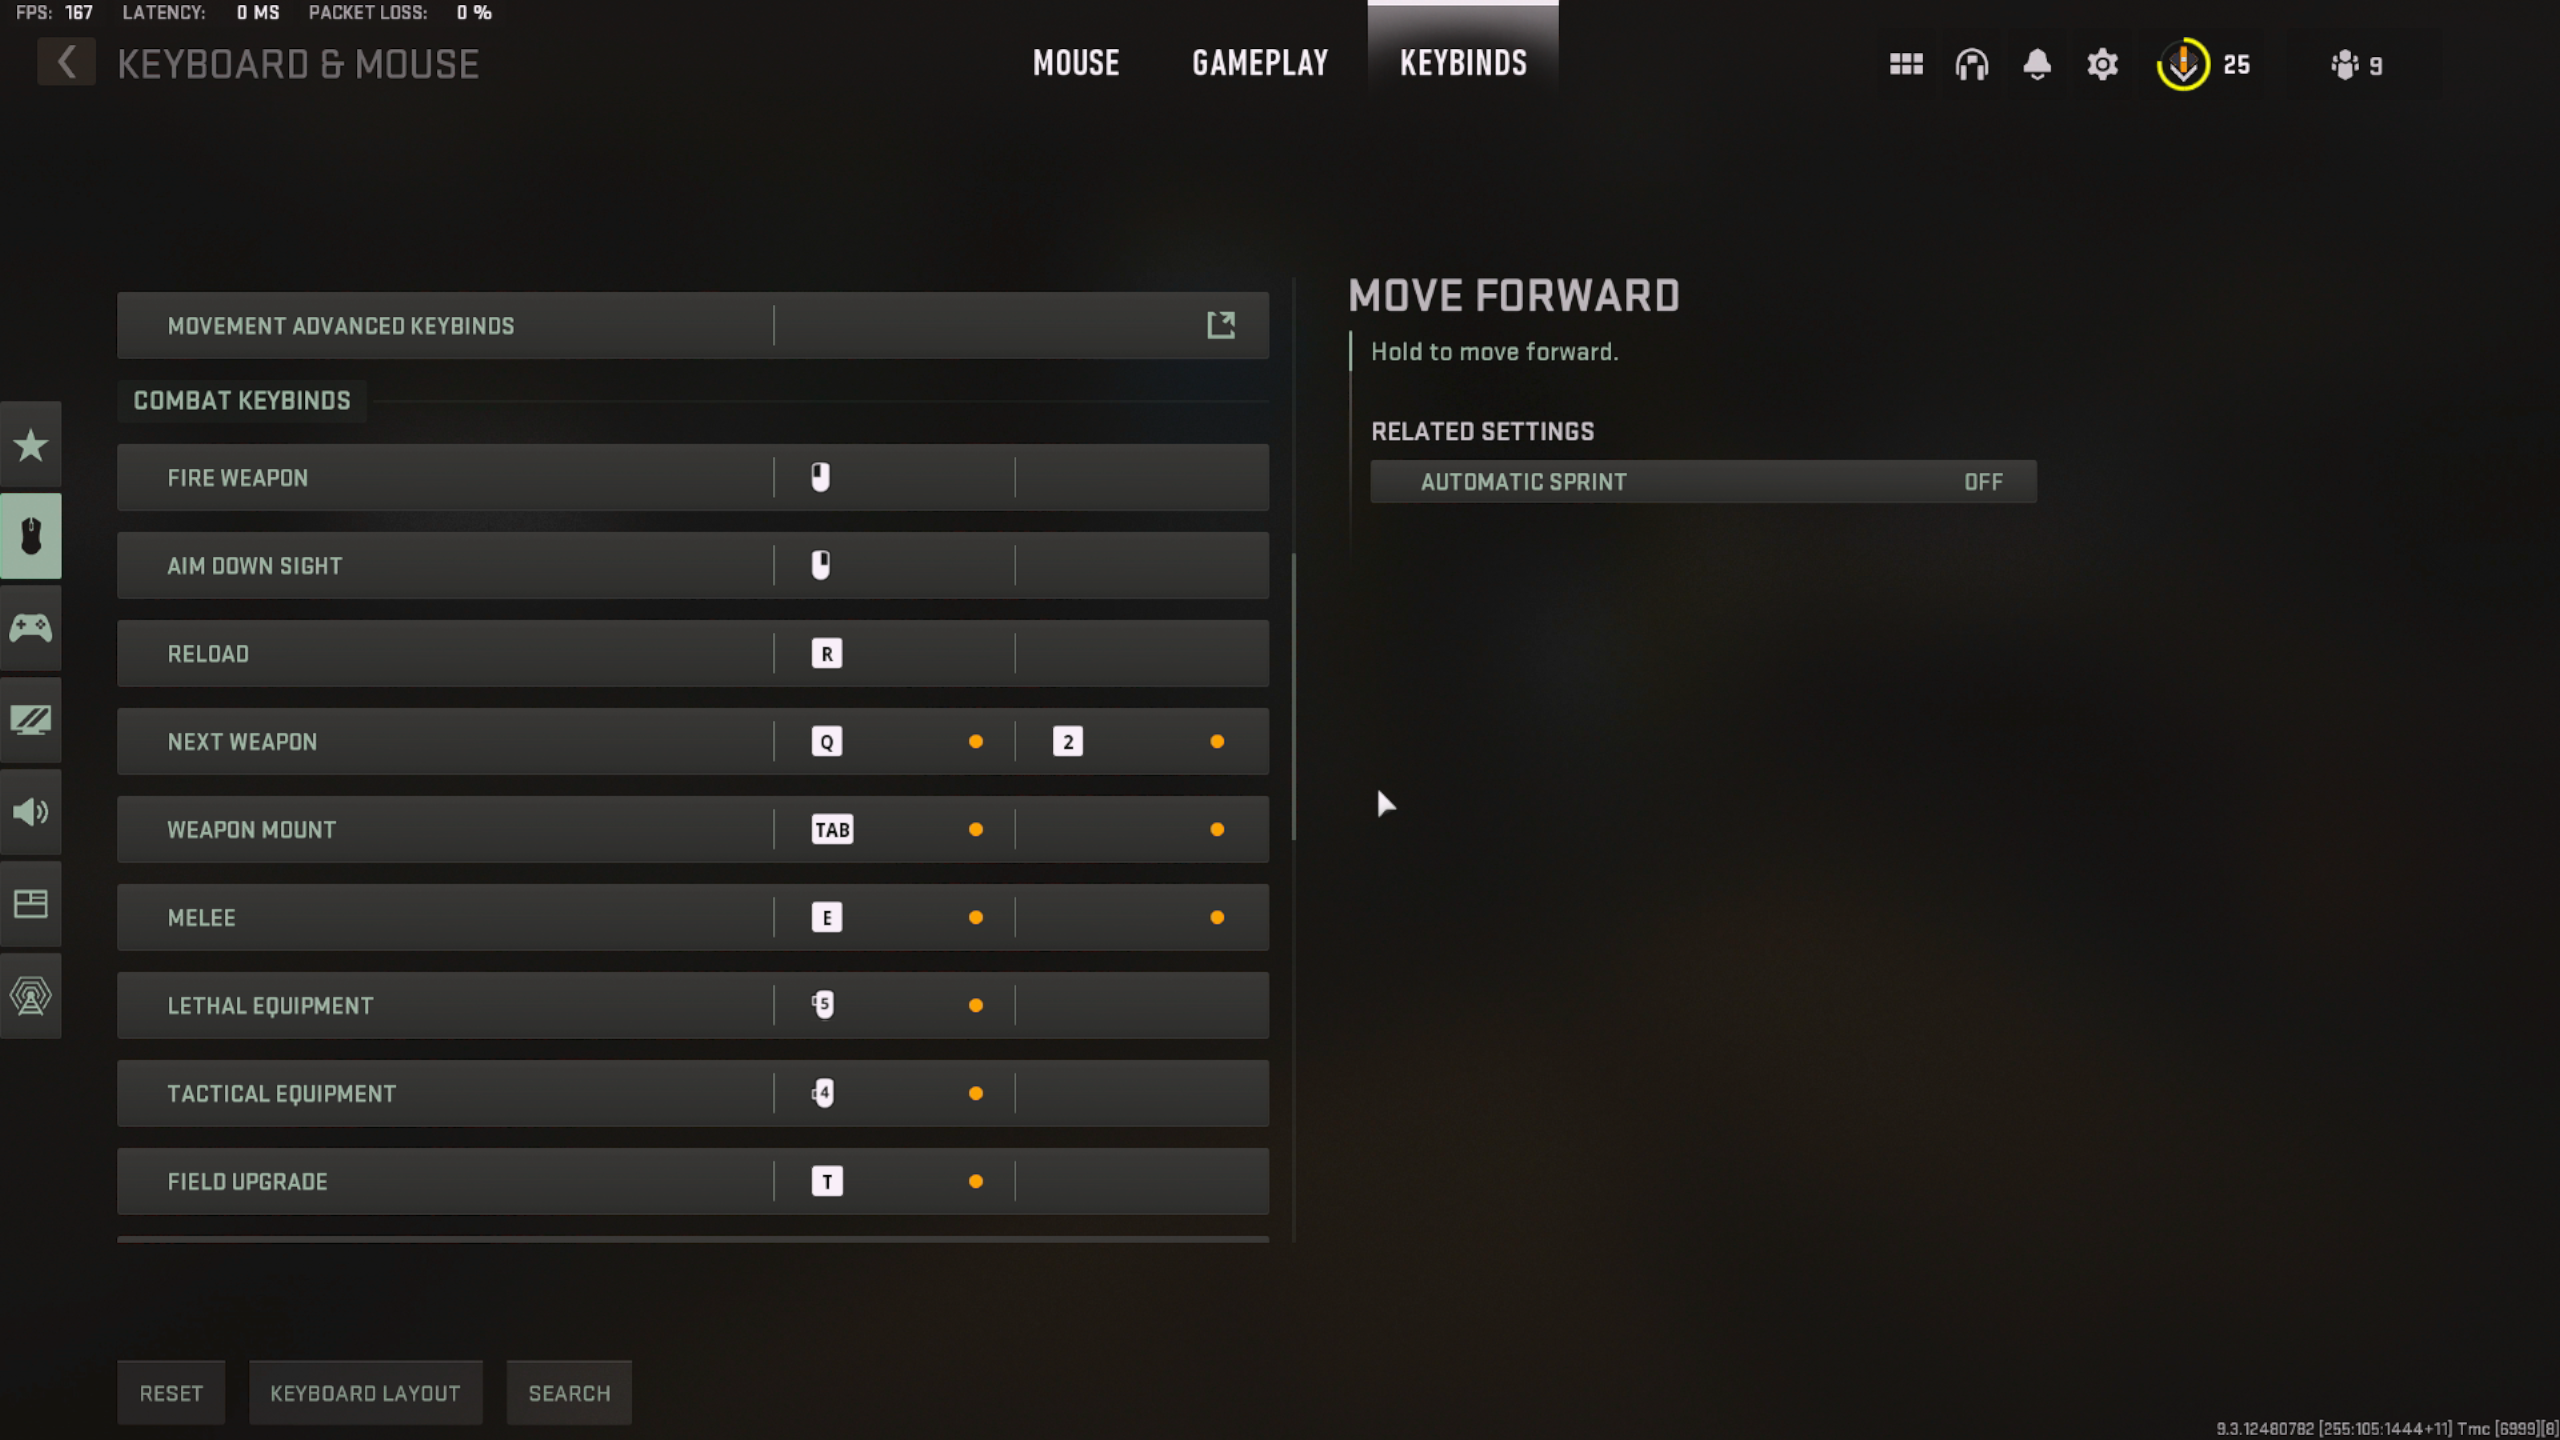 FPS: 167 LATENCY: 0 MS PACKET LOSS: 0 %
KEYBOARD & MOUSE
MOUSE GAMEPLAY KEYBINDS
25
9
MOVEMENT ADVANCED KEYBINDS
COMBAT KEYBINDS
FIRE WEAPON
AIM DOWN SIGHT
RELOAD R
NEXT WEAPON Q 2
WEAPON MOUNT TAB
MELEE E
LETHAL EQUIPMENT 5
TACTICAL EQUIPMENT 4
FIELD UPGRADE T
MOVE FORWARD
Hold to move forward.
RELATED SETTINGS
AUTOMATIC SPRINT OFF
RESET KEYBOARD LAYOUT SEARCH
9.3.12480782 [255:105:1444+11] Tmc [6999][8]